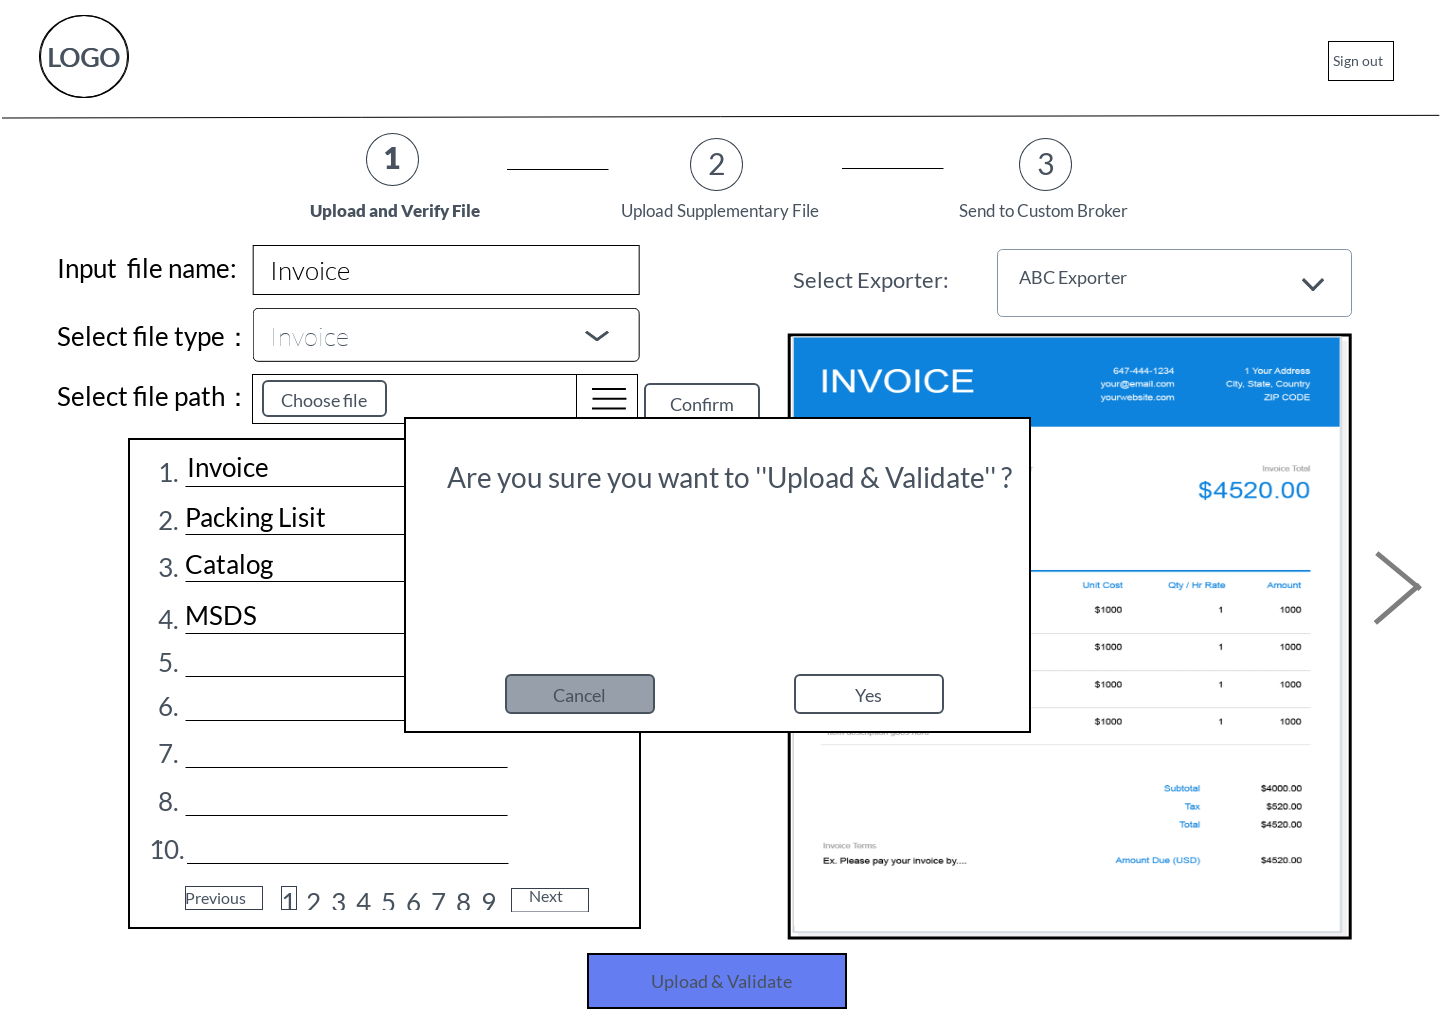 LOGO
Sign out
1
2
3
Upload and Verify File
Upload Supplementary File
Send to Custom Broker
Input file name:
Invoice
Select Exporter:
ABC Exporter
Select file type :
Invoice
Select file path :
Choose file
Confirm
INVOICE
647-444-1234
your@email.com
yourwebsite.com
1 Your Address
City, State, Country
ZIP CODE
Are you sure you want to "Upload & Validate" ?
Cancel
Yes
1. Invoice
2. Packing Lisit
3. Catalog
4. MSDS
5.
6.
7.
8.
10.
Previous
1 2 3 4 5 6 7 8 9
Next
Invoice Total
$4520.00
Unit Cost Qty / Hr Rate Amount
$1000 1 1000
$1000 1 1000
$1000 1 1000
$1000 1 1000
Subtotal $4000.00
Tax $520.00
Total $4520.00
Invoice Terms
Ex. Please pay your invoice by....
Amount Due (USD) $4520.00
Upload & Validate